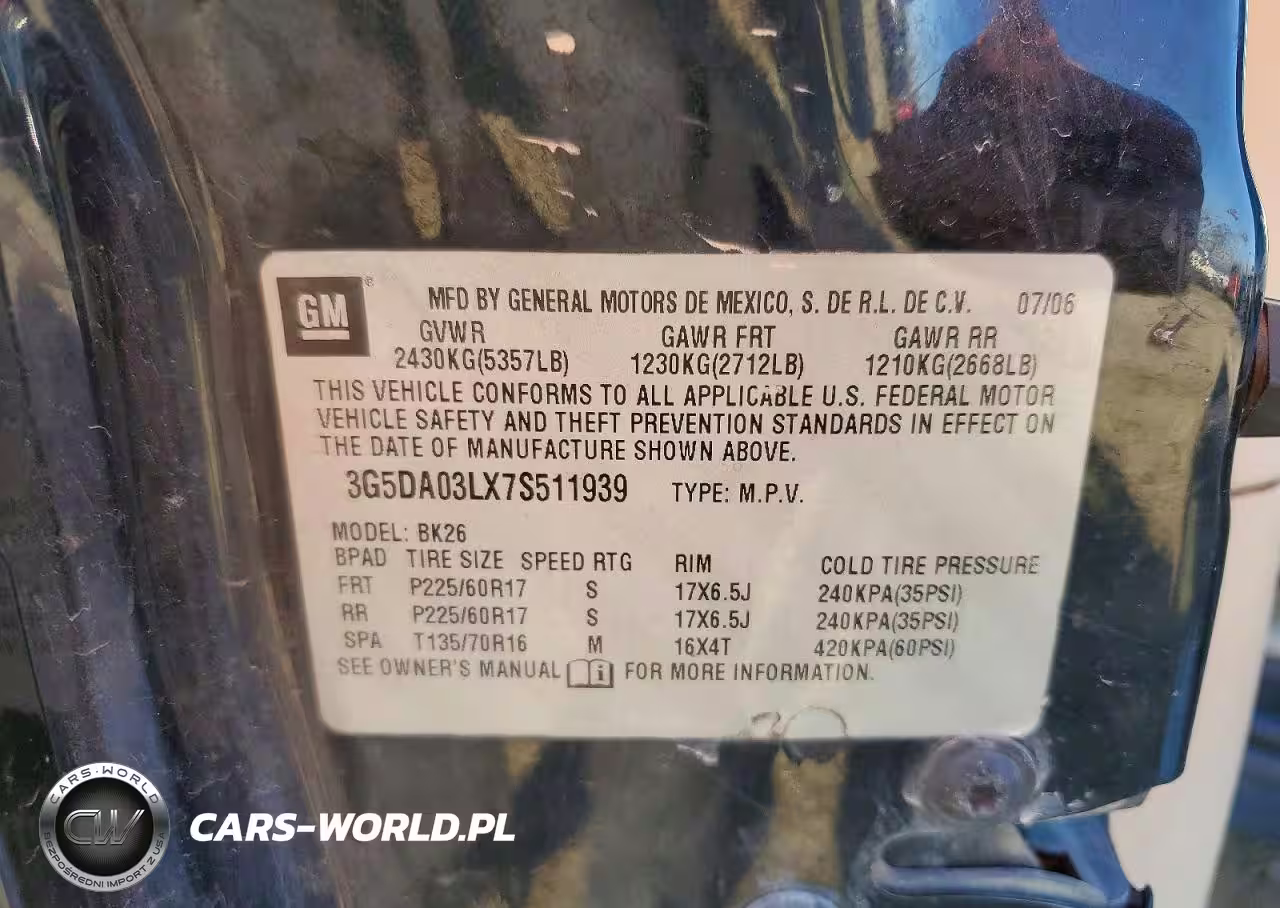 GM ®
MFD BY GENERAL MOTORS DE MEXICO, S. DE R.L. DE C.V. 07/06
GVWR GAWR FRT GAWR RR
2430KG(5357LB) 1230KG(2712LB) 1210KG(2668LB)
THIS VEHICLE CONFORMS TO ALL APPLICABLE U.S. FEDERAL MOTOR
VEHICLE SAFETY AND THEFT PREVENTION STANDARDS IN EFFECT ON
THE DATE OF MANUFACTURE SHOWN ABOVE.
3G5DA03LX7S511939 TYPE: M.P.V.
MODEL: BK26
BPAD TIRE SIZE SPEED RTG RIM COLD TIRE PRESSURE
FRT P225/60R17 S 17X6.5J 240KPA(35PSI)
RR P225/60R17 S 17X6.5J 240KPA(35PSI)
SPA T135/70R16 M 16X4T 420KPA(60PSI)
SEE OWNER'S MANUAL i FOR MORE INFORMATION.
CARS-WORLD
CW
BEZPOŚREDNI IMPORT Z USA
CARS-WORLD.PL